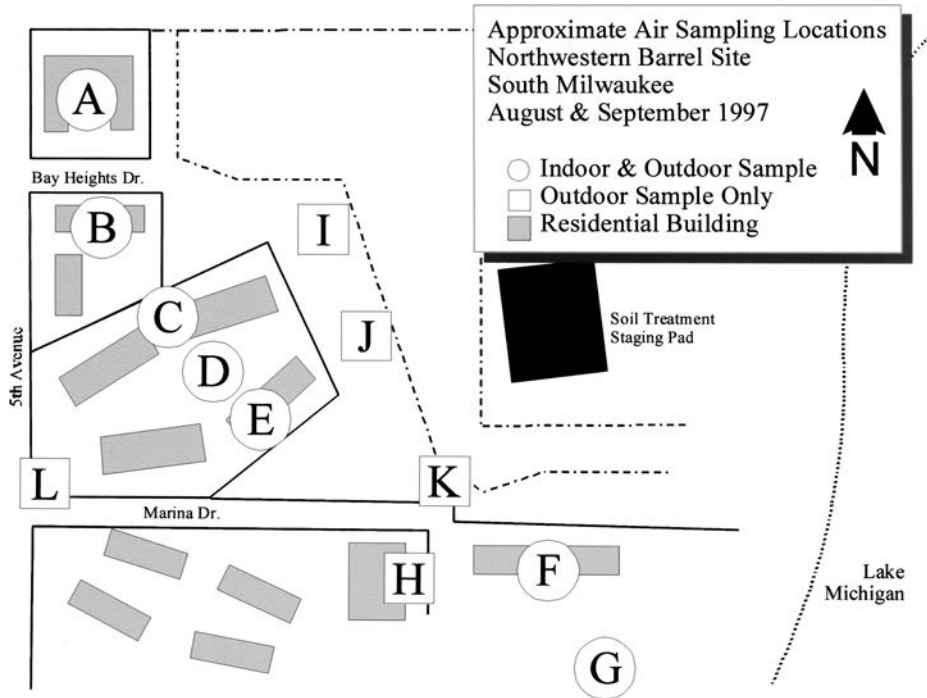 Approximate Air Sampling Locations
Northwestern Barrel Site
South Milwaukee
August & September 1997
N
Indoor & Outdoor Sample
Outdoor Sample Only
Residential Building
A
Bay Heights Dr.
B
I
C
J
Soil Treatment
Staging Pad
D
5th Avenue
E
L
K
Marina Dr.
H
F
Lake
Michigan
G